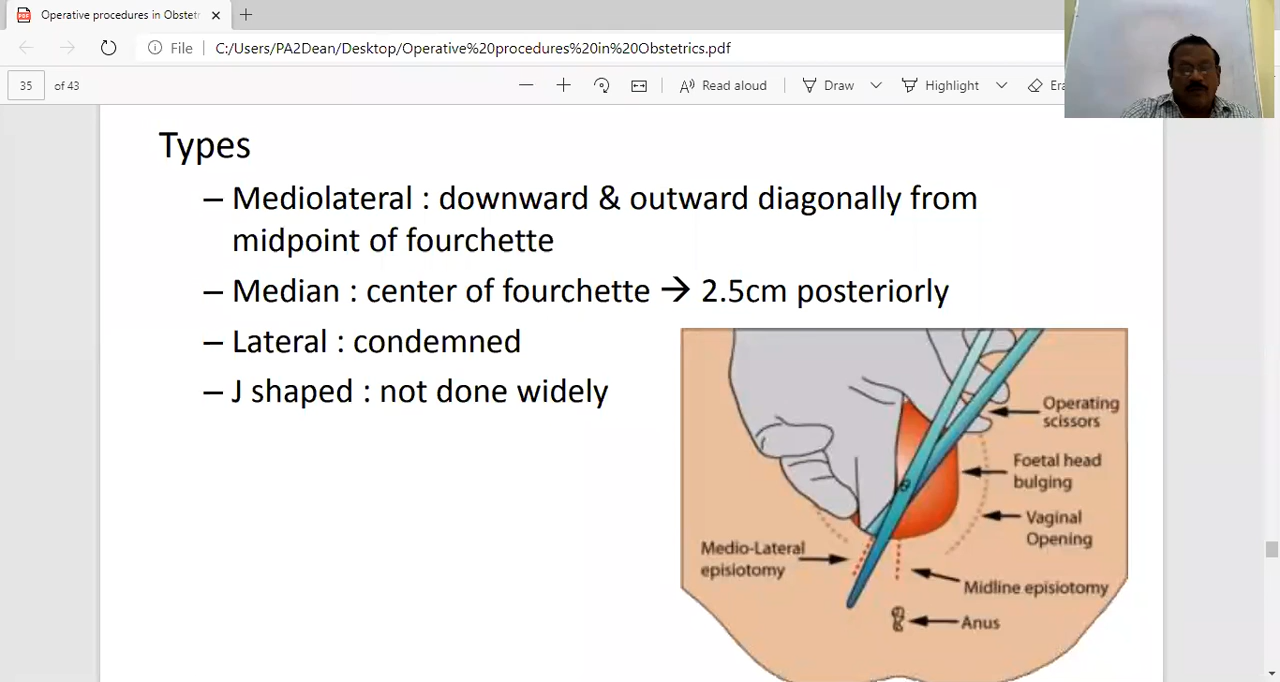 Operative procedures in Obstetr
File
C:/Users/PA2Dean/Desktop/Operative%20procedures%20in%20Obstetrics.pdf
35 of 43
Read aloud
Draw
Highlight
Era
Types
– Mediolateral : downward & outward diagonally from
midpoint of fourchette
– Median : center of fourchette → 2.5cm posteriorly
– Lateral : condemned
– J shaped : not done widely
Operating
scissors
Foetal head
bulging
Vaginal
Opening
Medio-Lateral
episiotomy
Midline episiotomy
Anus